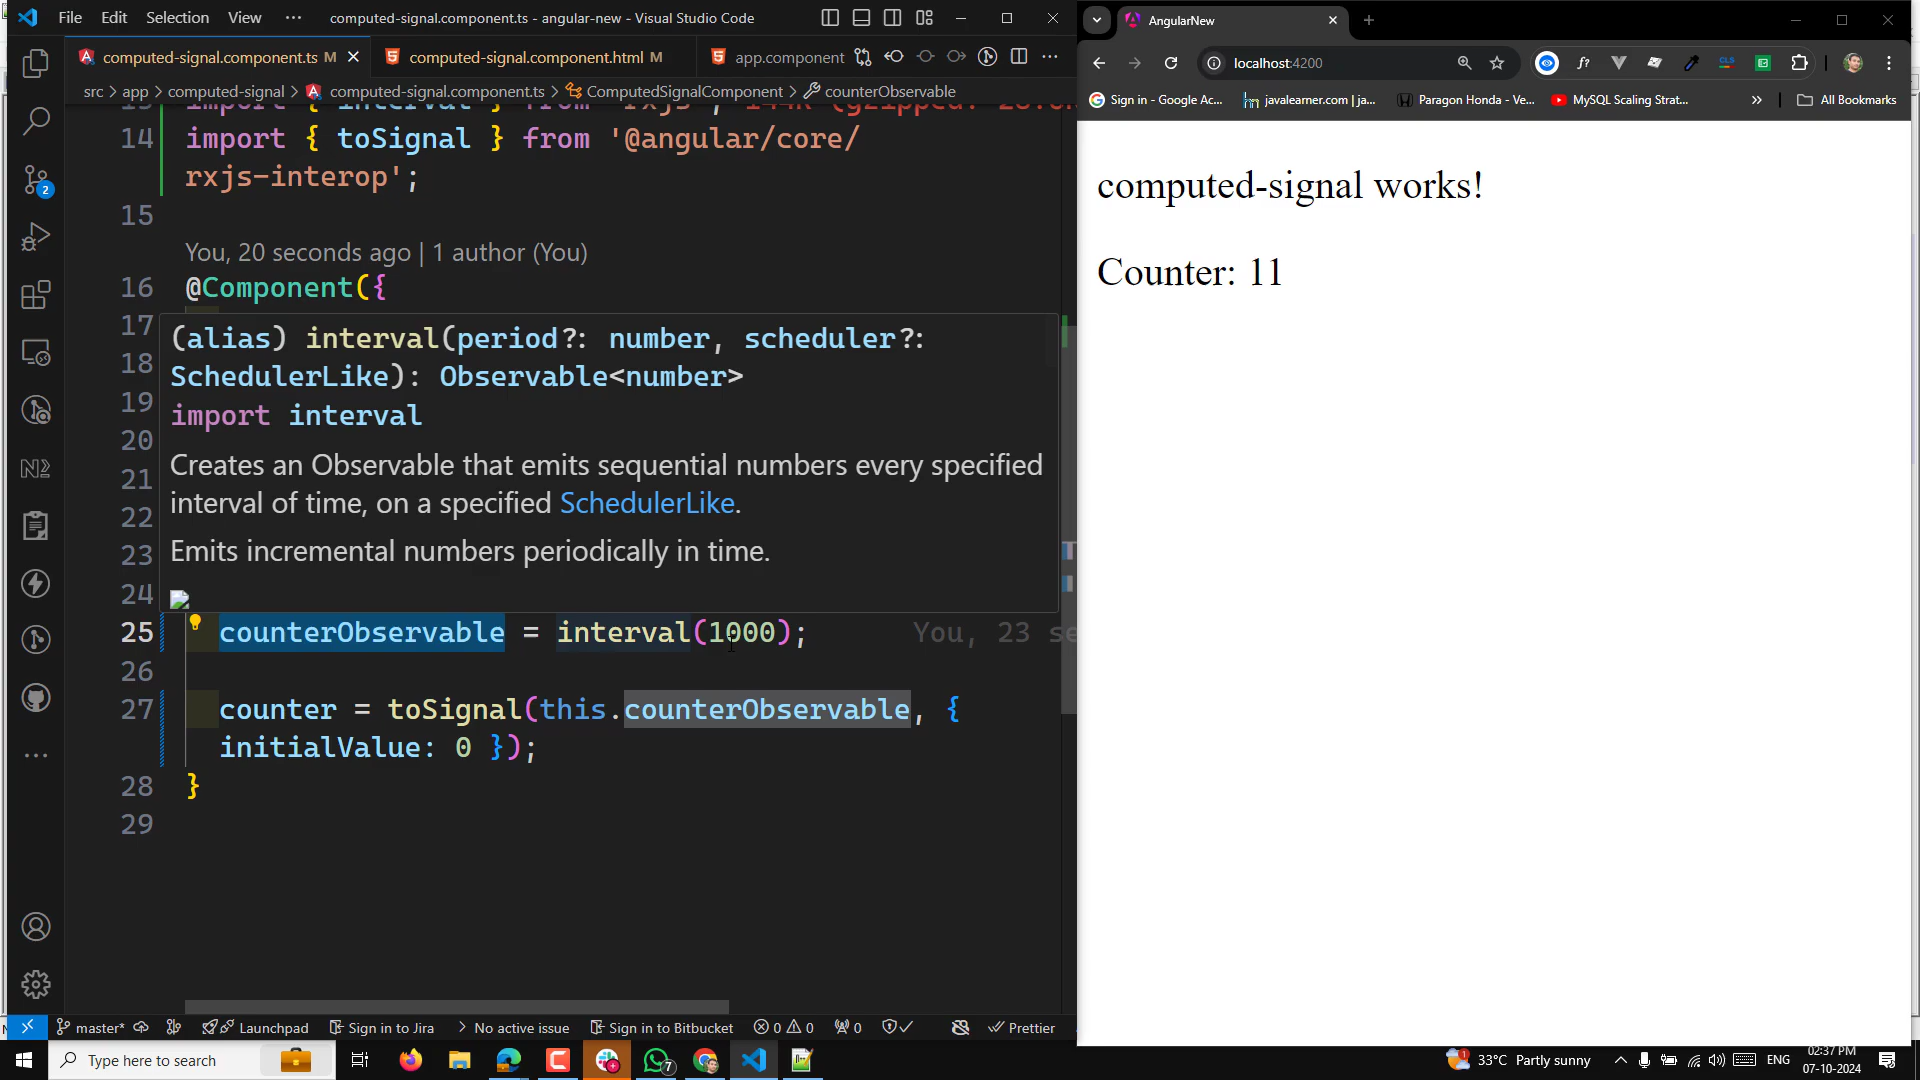 File Edit Selection View ··· computed-signal.component.ts - angular-new - Visual Studio Code
computed-signal.component.ts M computed-signal.component.html M app.component
src > app > computed-signal > computed-signal.component.ts > ComputedSignalComponent > counterObservable
import { interval } from 'rxjs';
14 import { toSignal } from '@angular/core/
rxjs-interop';
15
You, 20 seconds ago | 1 author (You)
16 @Component({
17
(alias) interval(period?: number, scheduler?:
18
SchedulerLike): Observable<number>
19
import interval
20
Creates an Observable that emits sequential numbers every specified
21
interval of time, on a specified SchedulerLike.
22
23
Emits incremental numbers periodically in time.
24
25 counterObservable = interval(1000); You, 23 se
26
27 counter = toSignal(this.counterObservable, {
initialValue: 0 });
28 }
29
2
master* Launchpad Sign in to Jira No active issue Sign in to Bitbucket 0 0 0 Prettier
AngularNew
localhost:4200
Sign in - Google Ac... javalearner.com | ja... Paragon Honda - Ve... MySQL Scaling Strat... » All Bookmarks
computed-signal works!
Counter: 11
Type here to search 7 33°C Partly sunny ENG 02:37 PM
07-10-2024